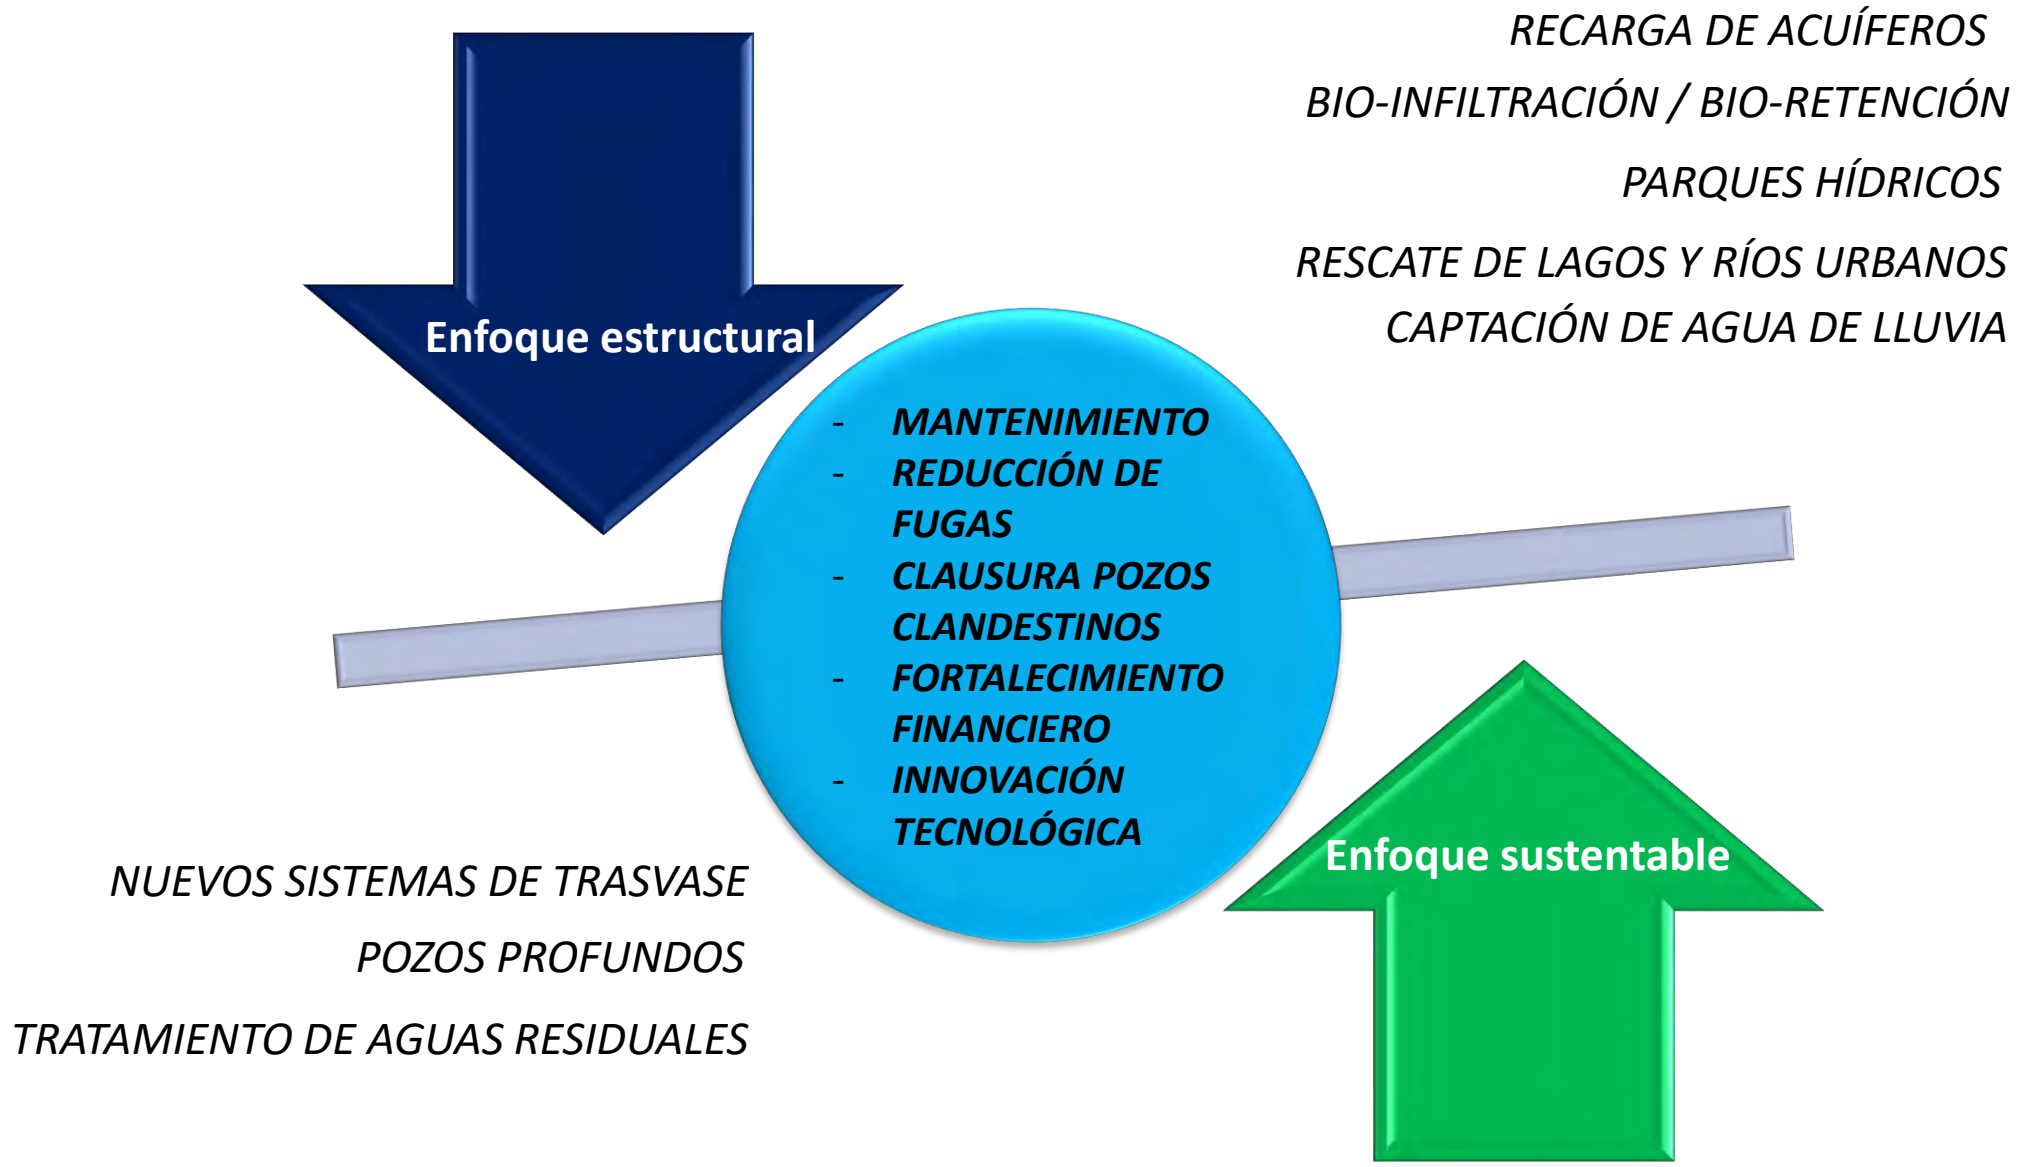 RECARGA DE ACUÍFEROS
BIO-INFILTRACIÓN / BIO-RETENCIÓN
PARQUES HÍDRICOS
RESCATE DE LAGOS Y RÍOS URBANOS
CAPTACIÓN DE AGUA DE LLUVIA
Enfoque estructural
- MANTENIMIENTO
- REDUCCIÓN DE
FUGAS
- CLAUSURA POZOS
CLANDESTINOS
- FORTALECIMIENTO
FINANCIERO
- INNOVACIÓN
TECNOLÓGICA
Enfoque sustentable
NUEVOS SISTEMAS DE TRASVASE
POZOS PROFUNDOS
TRATAMIENTO DE AGUAS RESIDUALES